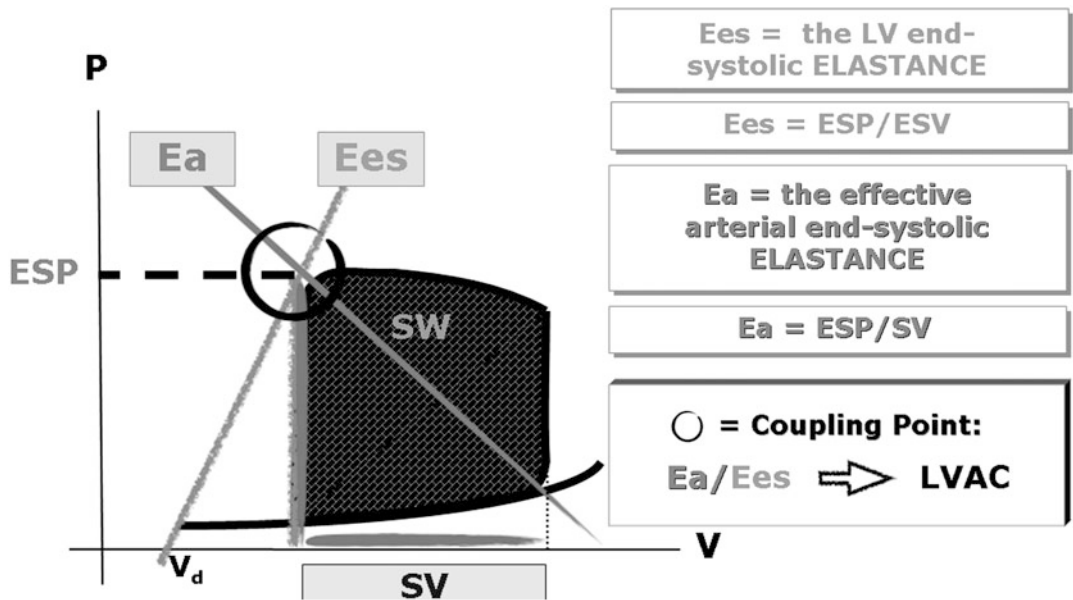 P
Ea
Ees
ESP
SW
V
Vd
SV
Ees = the LV end-
systolic ELASTANCE
Ees = ESP/ESV
Ea = the effective
arterial end-systolic
ELASTANCE
Ea = ESP/SV
= Coupling Point:
Ea/Ees LVAC